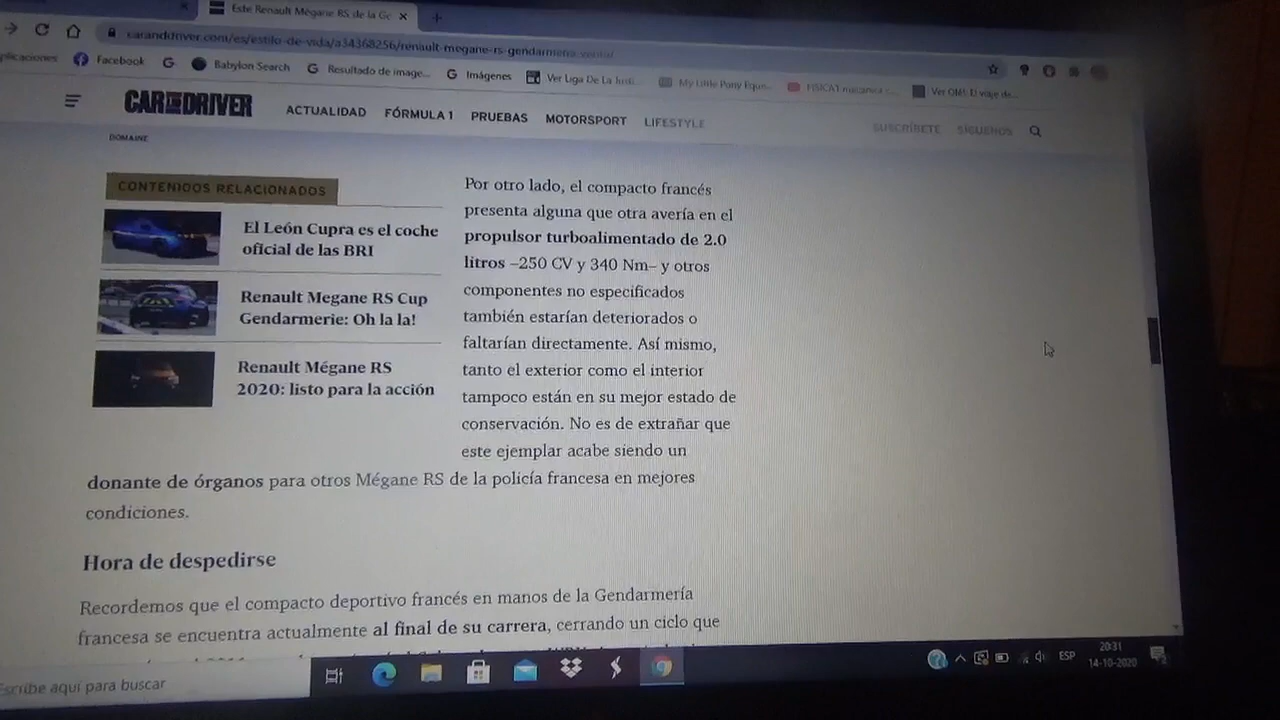 Este Renault Mégane RS de la Ge
caranddriver.com/es/estilo-de-vida/a34368256/renault-megane-rs-gendarmeria-venta/
plicaciones Facebook Babylon Search Resultado de image... Imágenes Ver Liga De La Justi... My Little Pony Eque... Ver OMI: El viaje de...
CAR AND DRIVER ACTUALIDAD FÓRMULA 1 PRUEBAS MOTORSPORT LIFESTYLE SUSCRÍBETE SÍGUENOS
DOMAINE
CONTENIDOS RELACIONADOS
El León Cupra es el coche
oficial de las BRI
Renault Megane RS Cup
Gendarmerie: Oh la la!
Renault Mégane RS
2020: listo para la acción
Por otro lado, el compacto francés
presenta alguna que otra avería en el
propulsor turboalimentado de 2.0
litros –250 CV y 340 Nm– y otros
componentes no especificados
también estarían deteriorados o
faltarían directamente. Así mismo,
tanto el exterior como el interior
tampoco están en su mejor estado de
conservación. No es de extrañar que
este ejemplar acabe siendo un
donante de órganos para otros Mégane RS de la policía francesa en mejores
condiciones.
Hora de despedirse
Recordemos que el compacto deportivo francés en manos de la Gendarmería
francesa se encuentra actualmente al final de su carrera, cerrando un ciclo que
Escribe aquí para buscar
ESP
20:31
14-10-2020